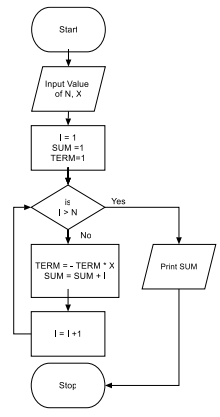 Start
Input Value
of N, X
I = 1
SUM =1
TERM=1
is
I > N
Yes
No
TERM = - TERM * X
SUM = SUM + I
Print SUM
I = I +1
Stop